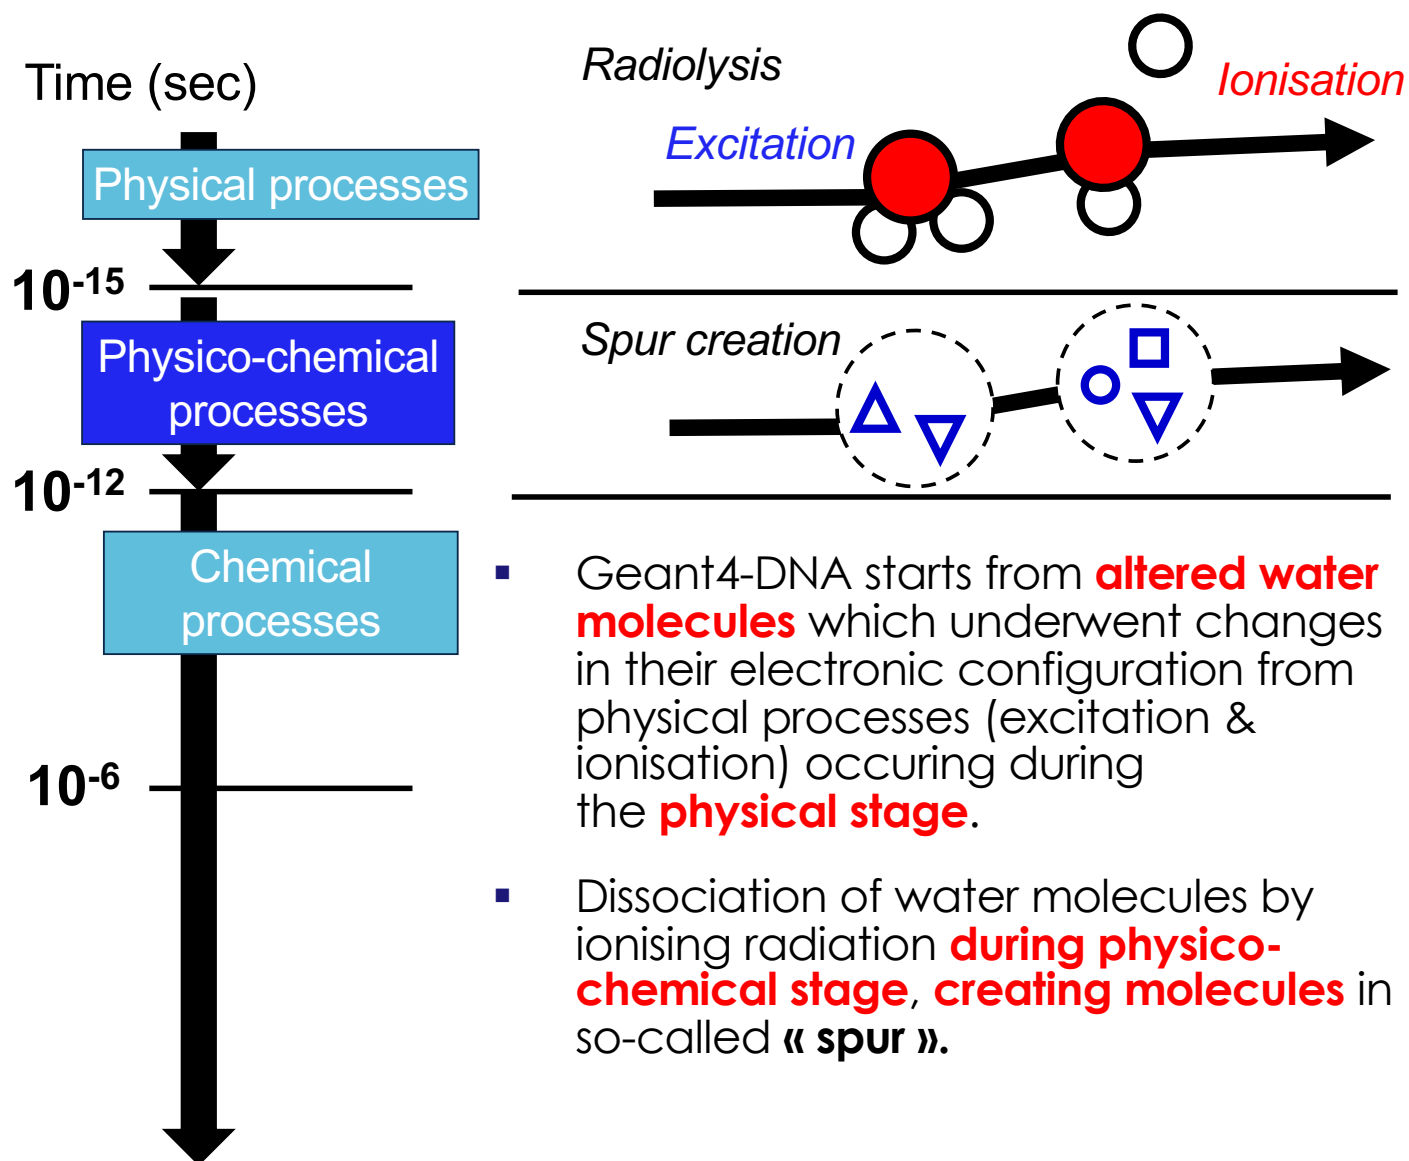 Time (sec)
Physical processes
10⁻¹⁵
Physico-chemical
processes
10⁻¹²
Chemical
processes
10⁻⁶
Radiolysis
Ionisation
Excitation
Spur creation
▪ Geant4-DNA starts from altered water
molecules which underwent changes
in their electronic configuration from
physical processes (excitation &
ionisation) occuring during
the physical stage.
▪ Dissociation of water molecules by
ionising radiation during physico-
chemical stage, creating molecules in
so-called « spur ».